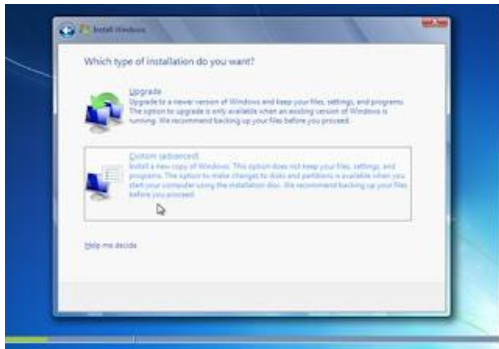 Install Windows
Which type of installation do you want?
Upgrade
Upgrade to a newer version of Windows and keep your files, settings, and programs.
The option to upgrade is only available when an existing version of Windows is
running. We recommend backing up your files before you proceed.
Custom (advanced)
Install a new copy of Windows. This option does not keep your files, settings, and
programs. The option to make changes to disks and partitions is available when you
start your computer using the installation disc. We recommend backing up your files
before you proceed.
Help me decide